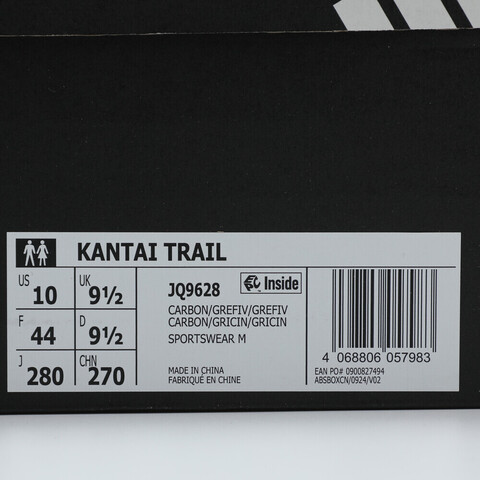 KANTAI TRAIL
US 10 UK 9½
F 44 D 9½
J 280 CHN 270
JQ9628 Inside
CARBON/GREFIV/GREFIV
CARBON/GRICIN/GRICIN
SPORTSWEAR M
MADE IN CHINA
FABRIQUÉ EN CHINE
4 068806 057983
EAN PO# 0900827494
ABSBOXCN/0924/V02